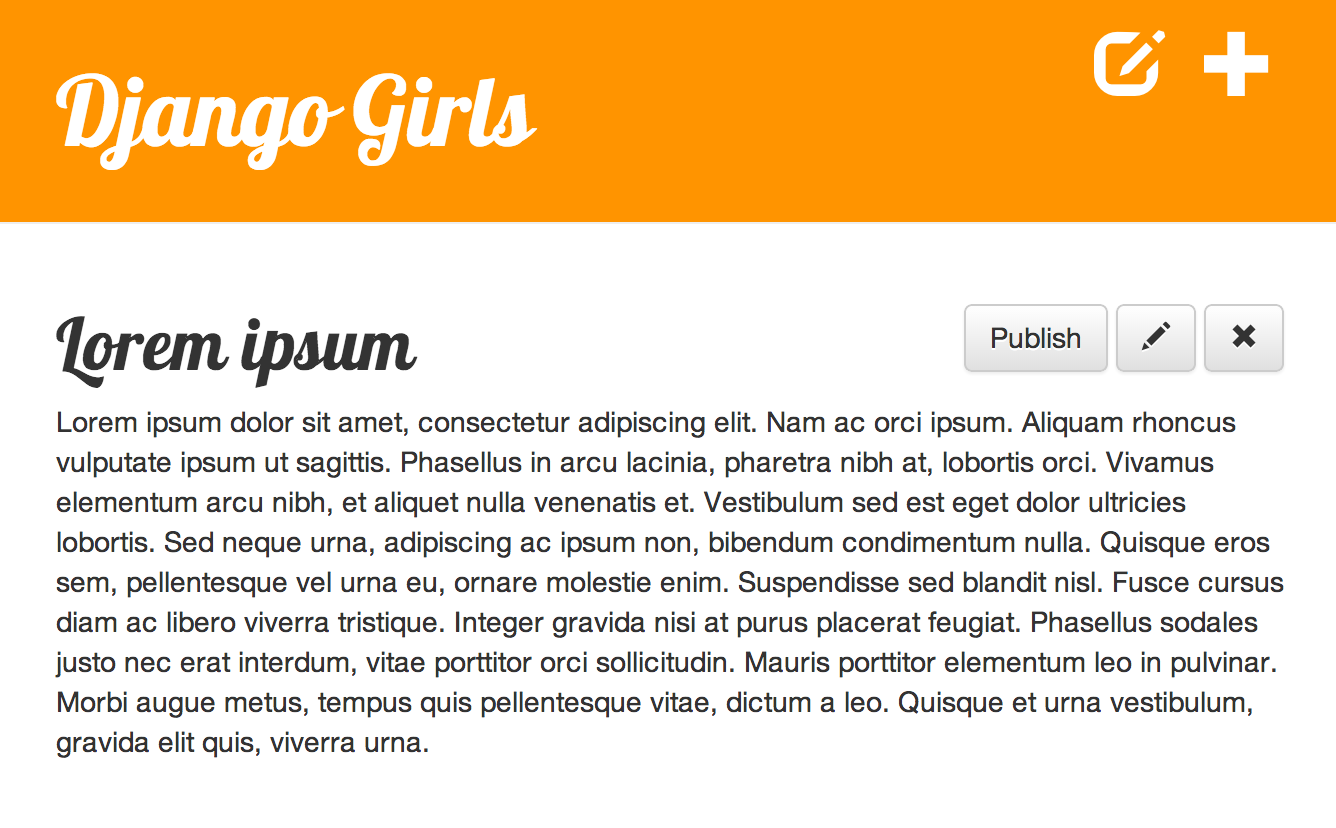 Django Girls
Lorem ipsum
Publish
Lorem ipsum dolor sit amet, consectetur adipiscing elit. Nam ac orci ipsum. Aliquam rhoncus
vulputate ipsum ut sagittis. Phasellus in arcu lacinia, pharetra nibh at, lobortis orci. Vivamus
elementum arcu nibh, et aliquet nulla venenatis et. Vestibulum sed est eget dolor ultricies
lobortis. Sed neque urna, adipiscing ac ipsum non, bibendum condimentum nulla. Quisque eros
sem, pellentesque vel urna eu, ornare molestie enim. Suspendisse sed blandit nisl. Fusce cursus
diam ac libero viverra tristique. Integer gravida nisi at purus placerat feugiat. Phasellus sodales
justo nec erat interdum, vitae porttitor orci sollicitudin. Mauris porttitor elementum leo in pulvinar.
Morbi augue metus, tempus quis pellentesque vitae, dictum a leo. Quisque et urna vestibulum,
gravida elit quis, viverra urna.